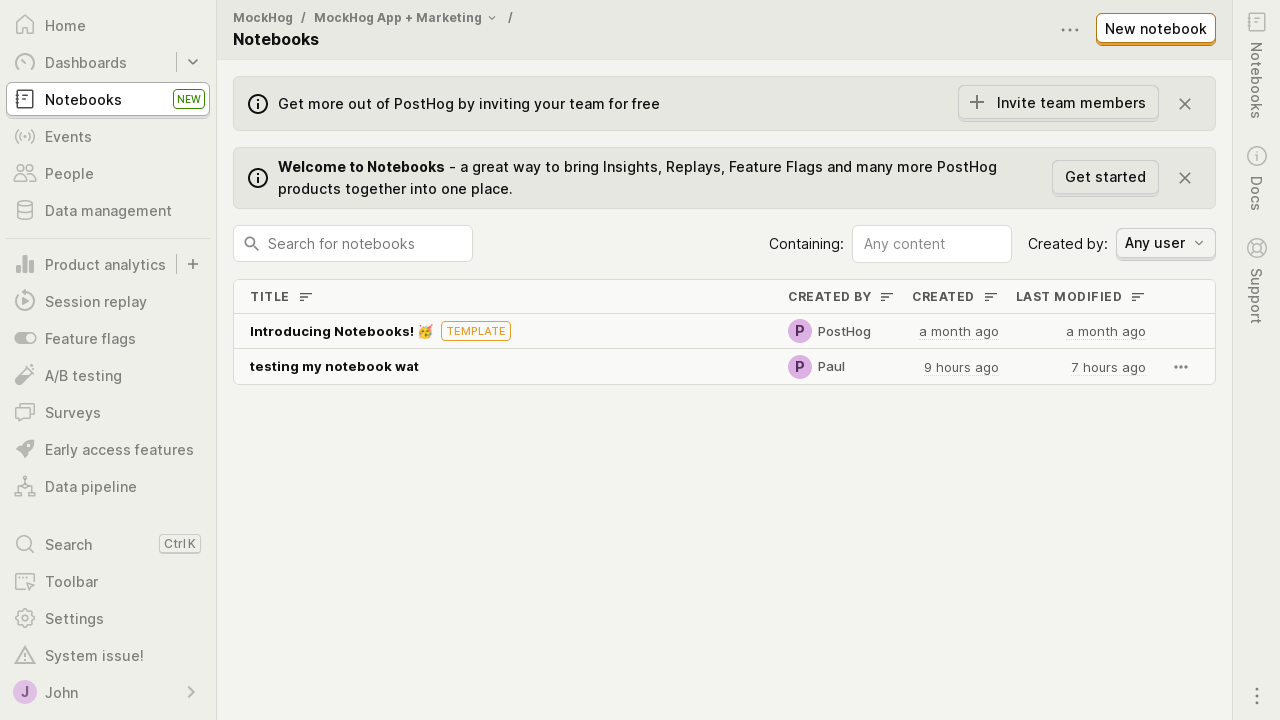 Home
Dashboards
Notebooks
NEW
Events
People
Data management
Product analytics
Session replay
Feature flags
A/B testing
Surveys
Early access features
Data pipeline
Search
Ctrl K
Toolbar
Settings
System issue!
J
John
MockHog / MockHog App + Marketing /
Notebooks
New notebook
Get more out of PostHog by inviting your team for free
Invite team members
Welcome to Notebooks - a great way to bring Insights, Replays, Feature Flags and many more PostHog
products together into one place.
Get started
Search for notebooks
Containing:
Any content
Created by:
Any user
TITLE CREATED BY CREATED LAST MODIFIED
Introducing Notebooks! 🥳 TEMPLATE P PostHog a month ago a month ago
testing my notebook wat P Paul 9 hours ago 7 hours ago
Notebooks
Docs
Support